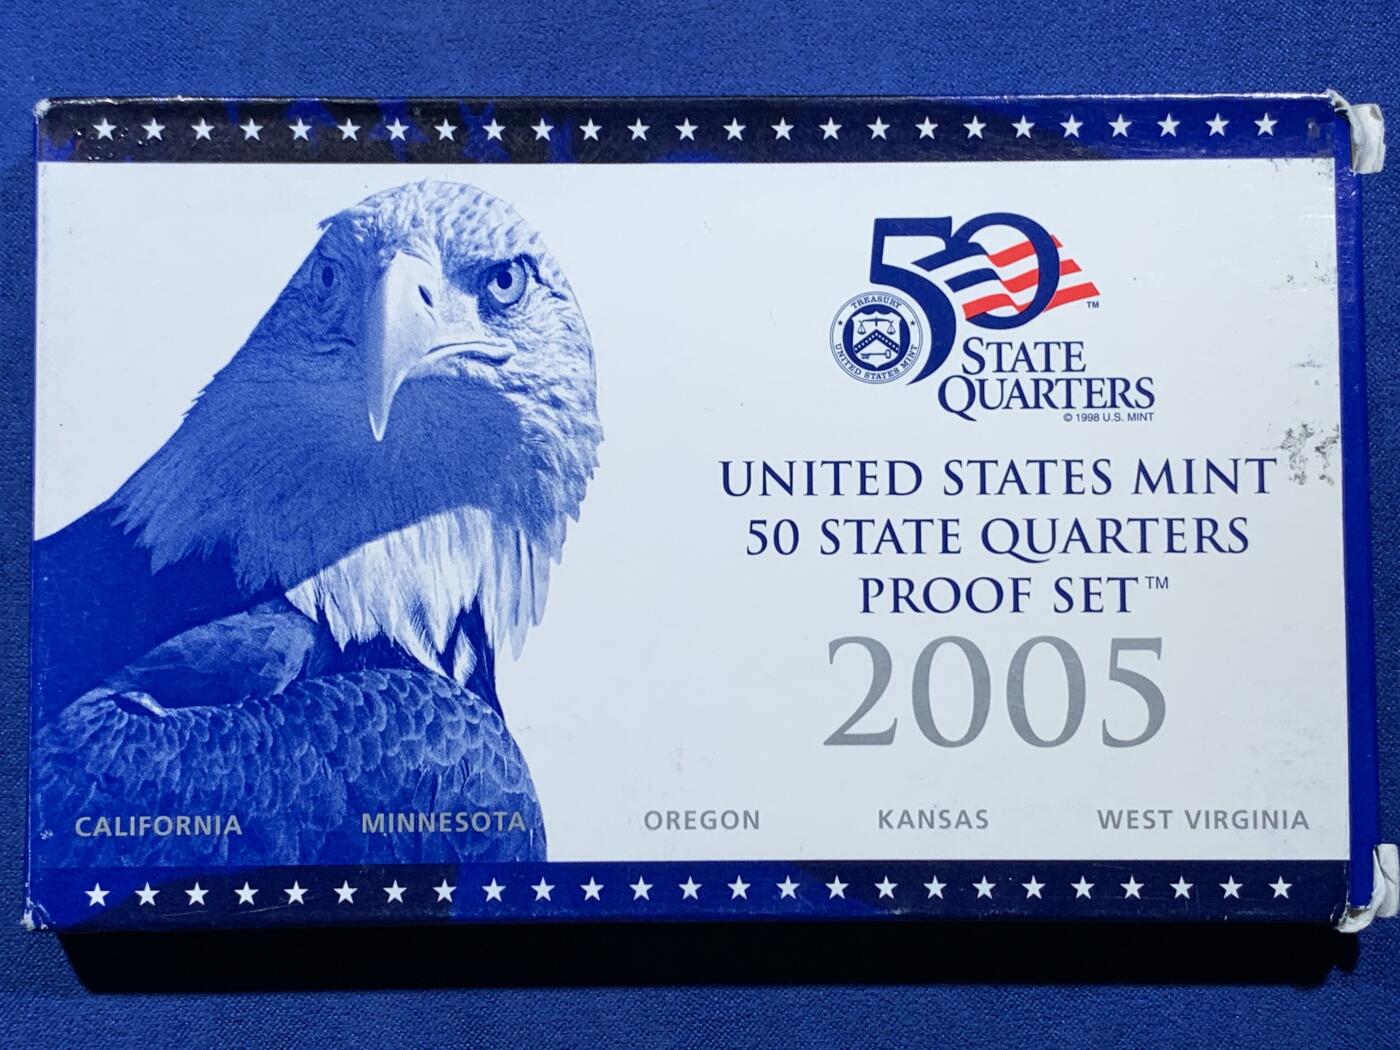 50
TREASURY
UNITED STATES MINT
™
STATE
QUARTERS
© 1998 U.S. MINT
UNITED STATES MINT
50 STATE QUARTERS
PROOF SET™
2005
CALIFORNIA MINNESOTA OREGON KANSAS WEST VIRGINIA